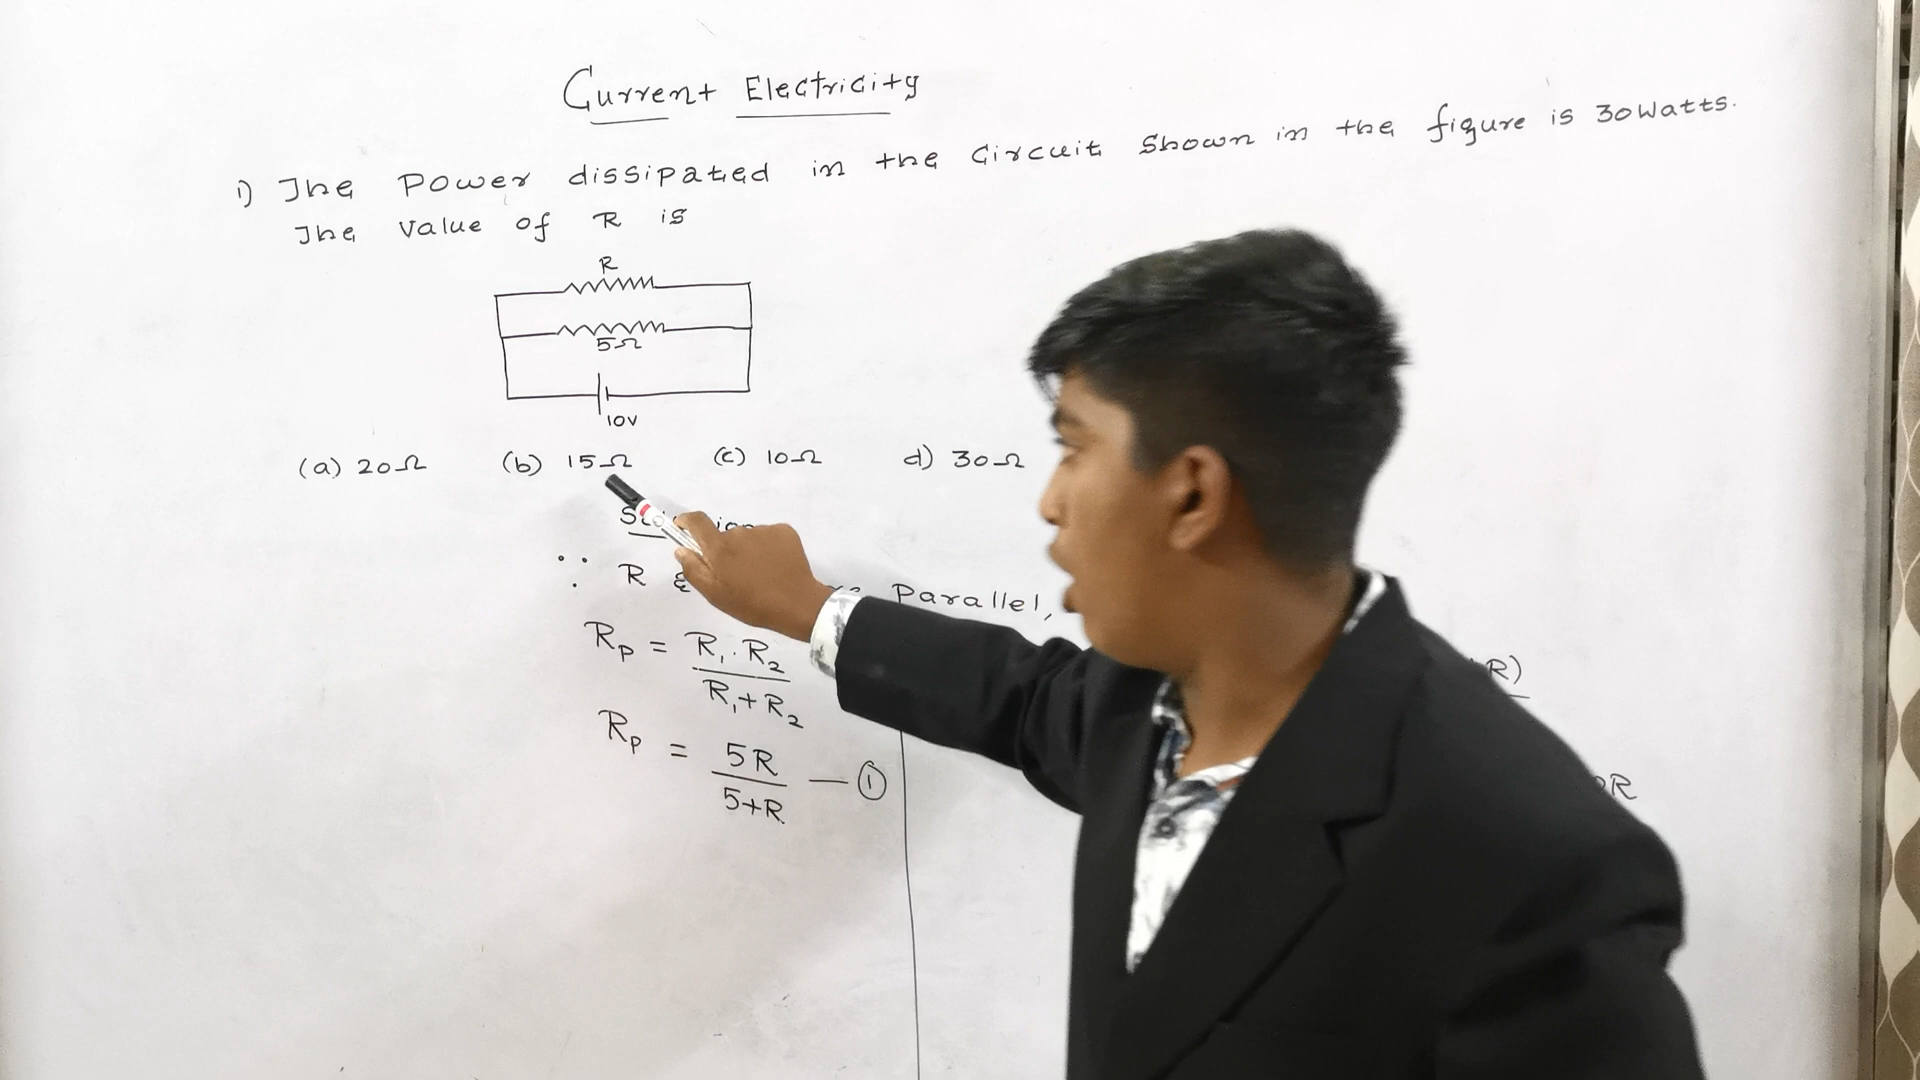 Current Electricity
1) The Power dissipated in the Circuit Shown in the figure is 30Watts.
The Value of R is
R
5Ω
10V
(a) 20Ω (b) 15Ω (c) 10Ω d) 30Ω
∵ R & Parallel,
Rp = R1.R2 / R1+R2
Rp = 5R / 5+R — ①
R)
R